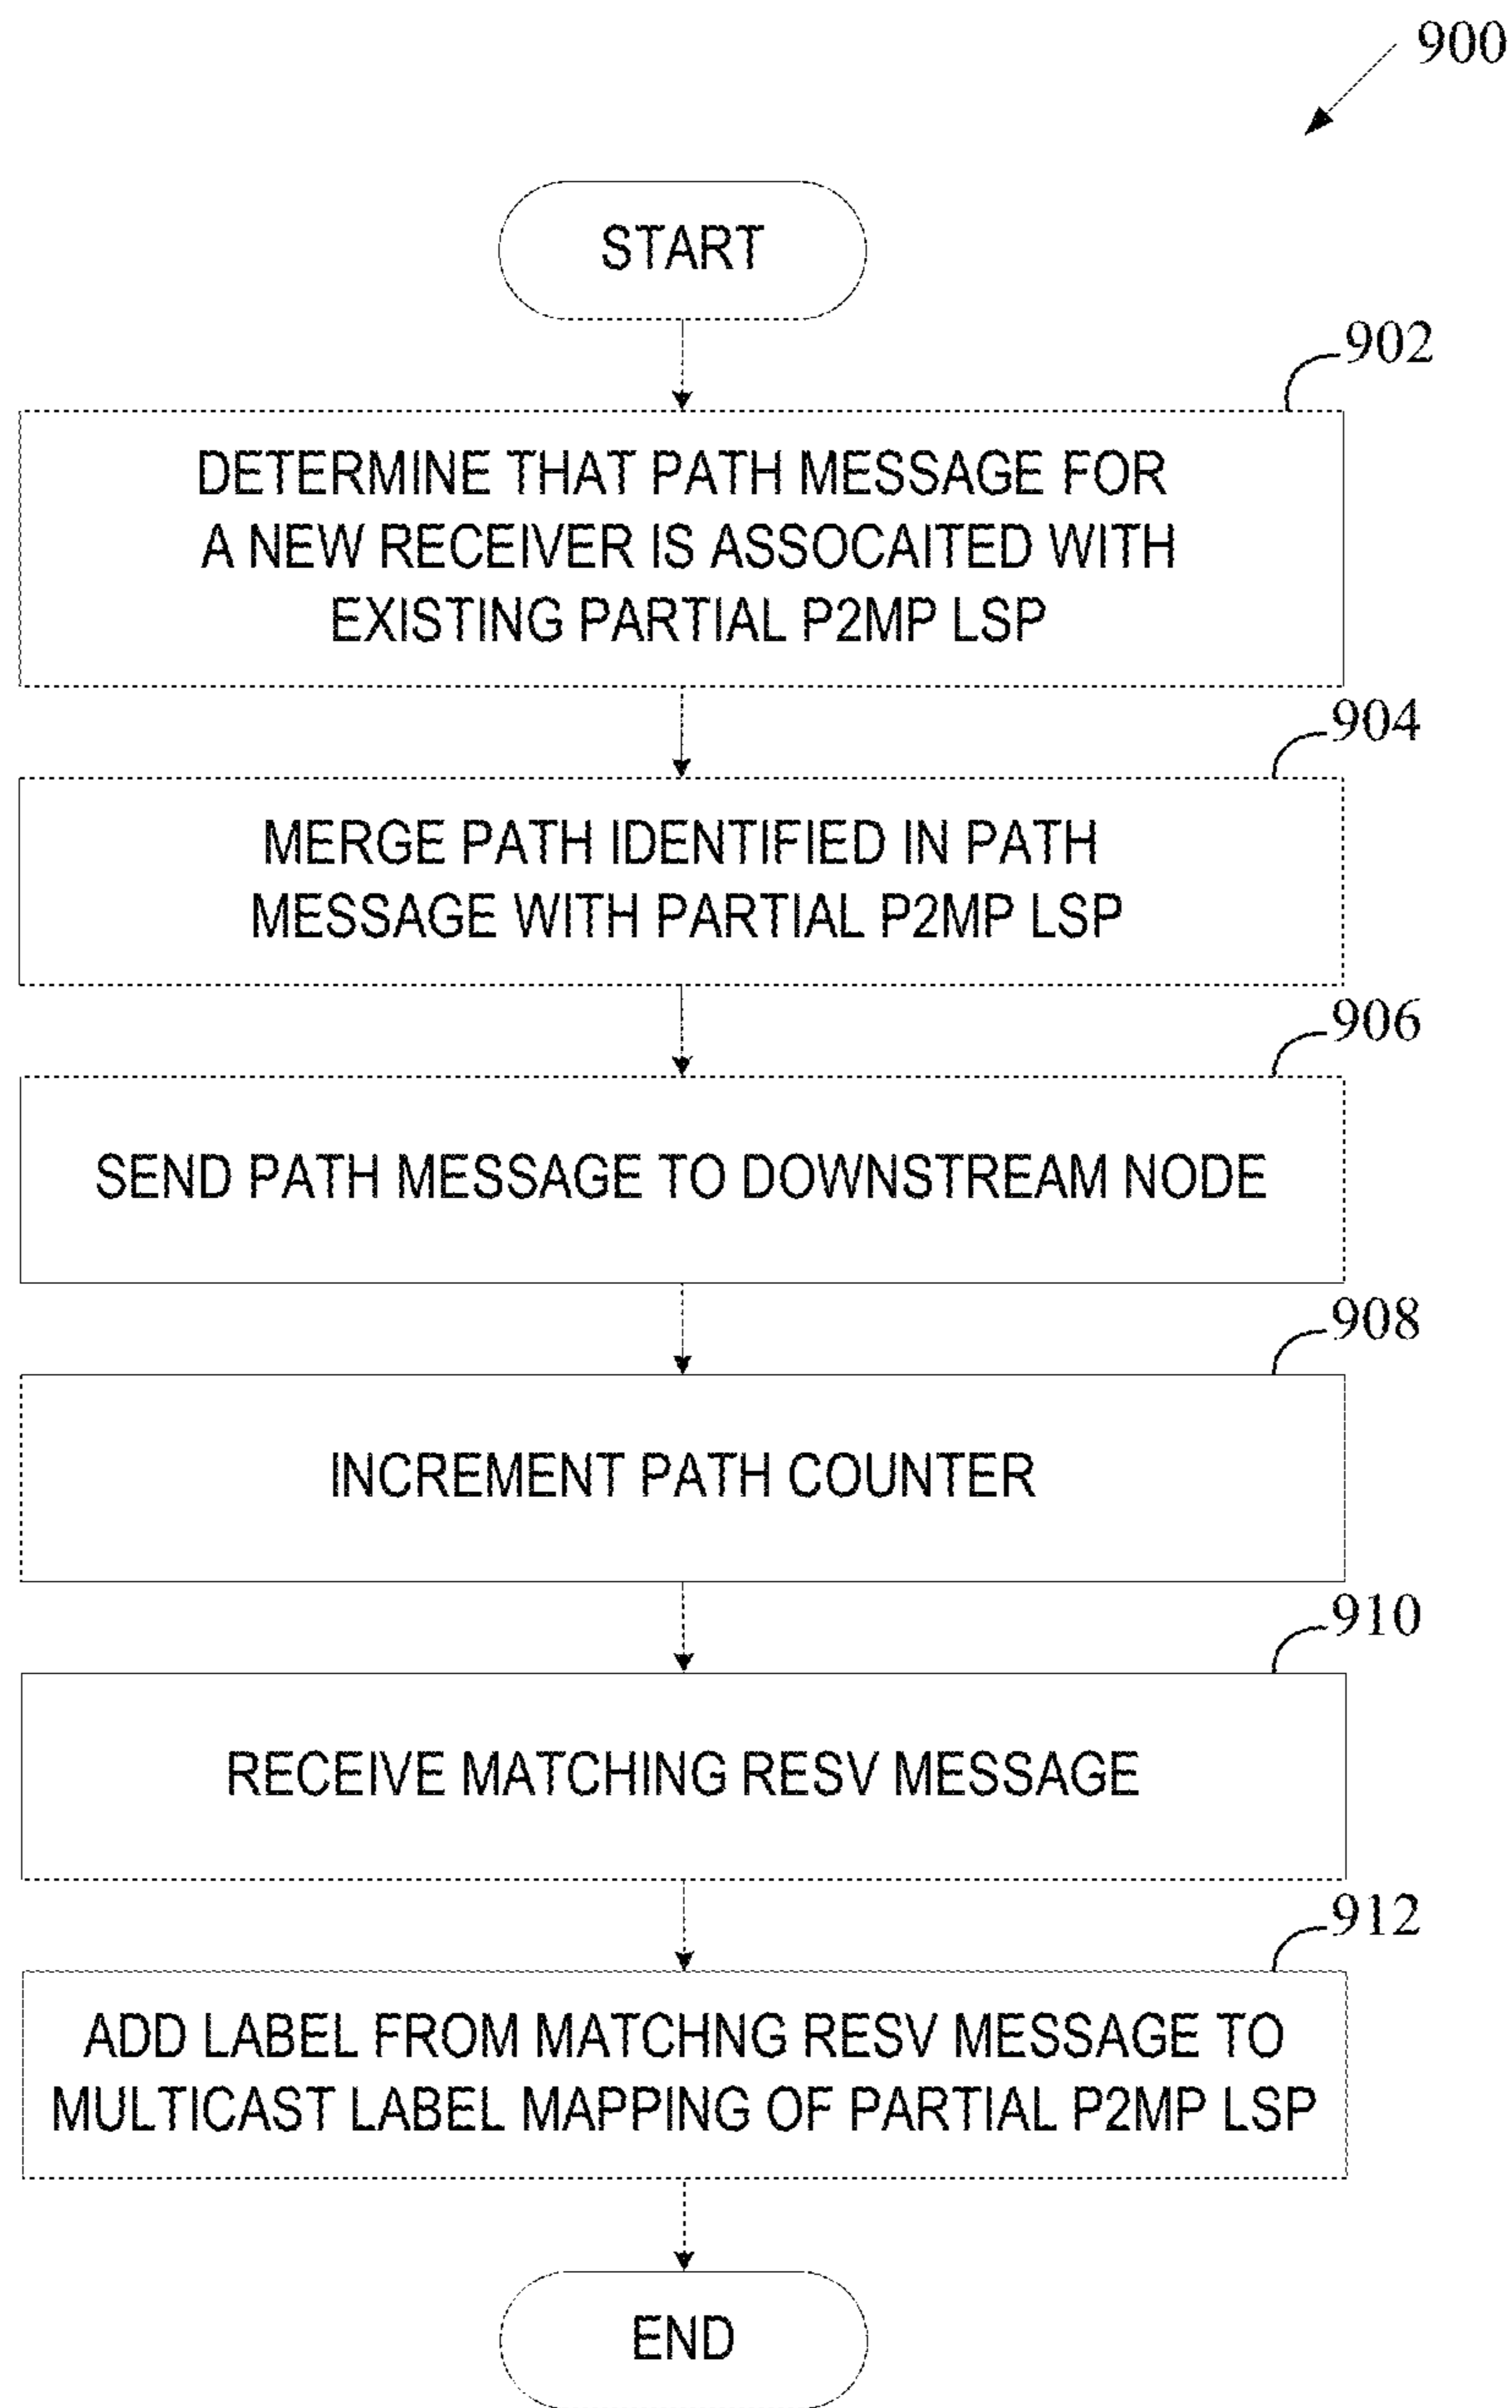 900
START
902
DETERMINE THAT PATH MESSAGE FOR
A NEW RECEIVER IS ASSOCAITED WITH
EXISTING PARTIAL P2MP LSP
904
MERGE PATH IDENTIFIED IN PATH
MESSAGE WITH PARTIAL P2MP LSP
906
SEND PATH MESSAGE TO DOWNSTREAM NODE
908
INCREMENT PATH COUNTER
910
RECEIVE MATCHING RESV MESSAGE
912
ADD LABEL FROM MATCHNG RESV MESSAGE TO
MULTICAST LABEL MAPPING OF PARTIAL P2MP LSP
END